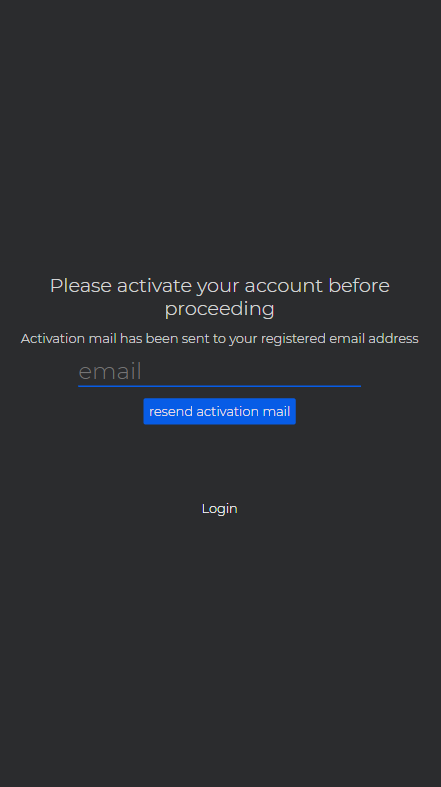 Please activate your account before
proceeding
Activation mail has been sent to your registered email address
email
resend activation mail
Login